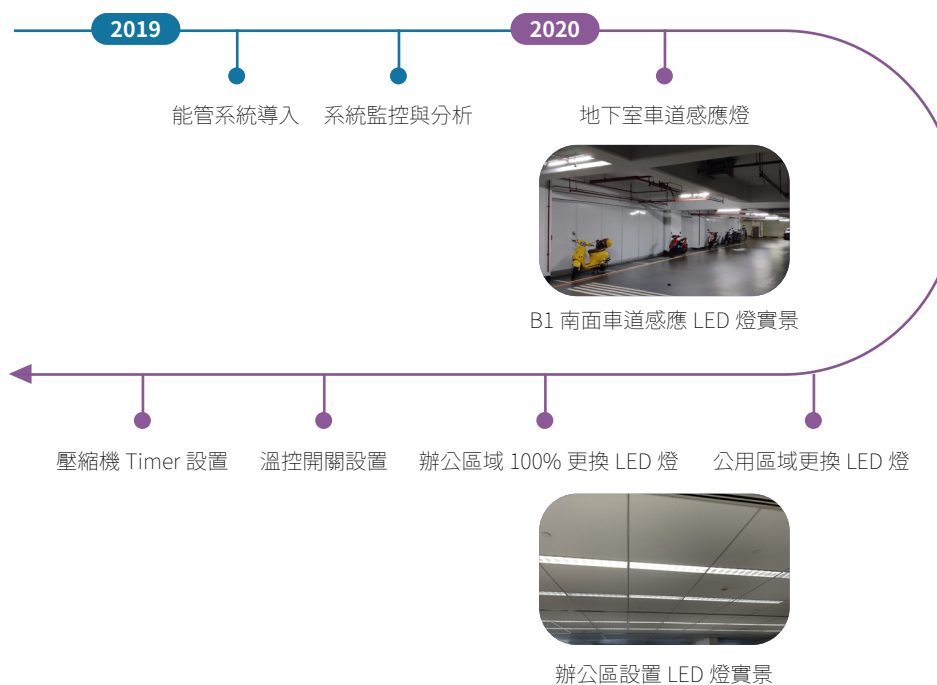 2019
2020
能管系統導入
系統監控與分析
地下室車道感應燈
B1 南面車道感應 LED 燈實景
壓縮機 Timer 設置
溫控開關設置
辦公區域 100% 更換 LED 燈
公用區域更換 LED 燈
辦公區設置 LED 燈實景